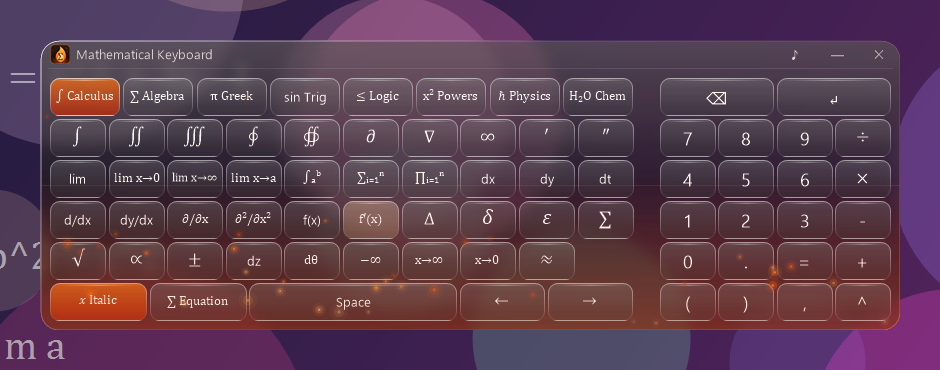 Mathematical Keyboard ♪ — ×
=
∫ Calculus ∑ Algebra π Greek sin Trig ≤ Logic x² Powers ℏ Physics H₂O Chem ⌫ ↵
∫ ∬ ∭ ∮ ∯ ∂ ∇ ∞ ′ ″ 7 8 9 ÷
lim lim x→0 lim x→∞ lim x→a ∫ₐᵇ ∑ᵢ₌₁ⁿ ∏ᵢ₌₁ⁿ dx dy dt 4 5 6 ×
d/dx dy/dx ∂/∂x ∂²/∂x² f(x) f′(x) Δ δ ε ∑ 1 2 3 -
^2
√ ∝ ± dz dθ −∞ x→∞ x→0 ≈ 0 . = +
x Italic ∑ Equation Space ← → ( ) , ^
m a